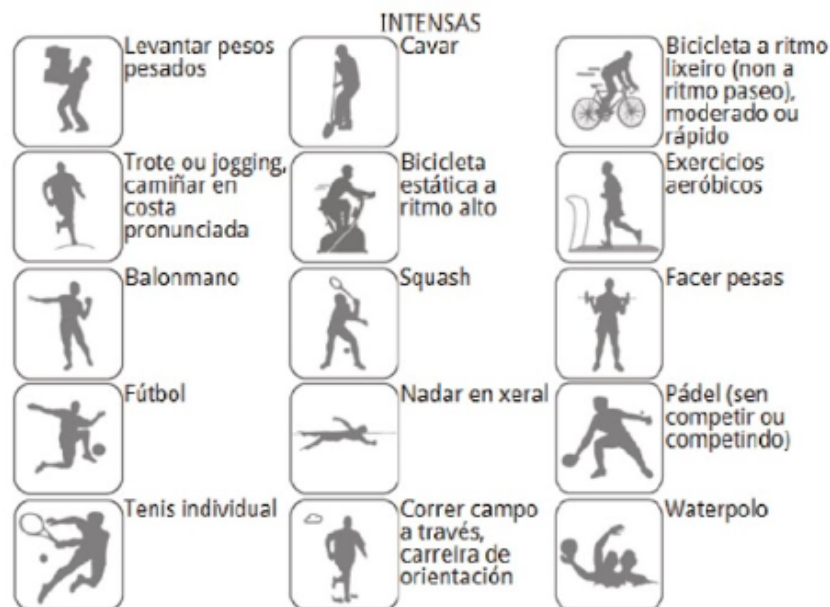 INTENSAS
Levantar pesos
pesados
Cavar
Bicicleta a ritmo
lixeiro (non a
ritmo paseo),
moderado ou
rápido
Trote ou jogging,
camiñar en
costa
pronunciada
Bicicleta
estática a
ritmo alto
Exercicios
aeróbicos
Balonmano
Squash
Facer pesas
Fútbol
Nadar en xeral
Pádel (sen
competir ou
competindo)
Tenis individual
Correr campo
a través,
carreira de
orientación
Waterpolo